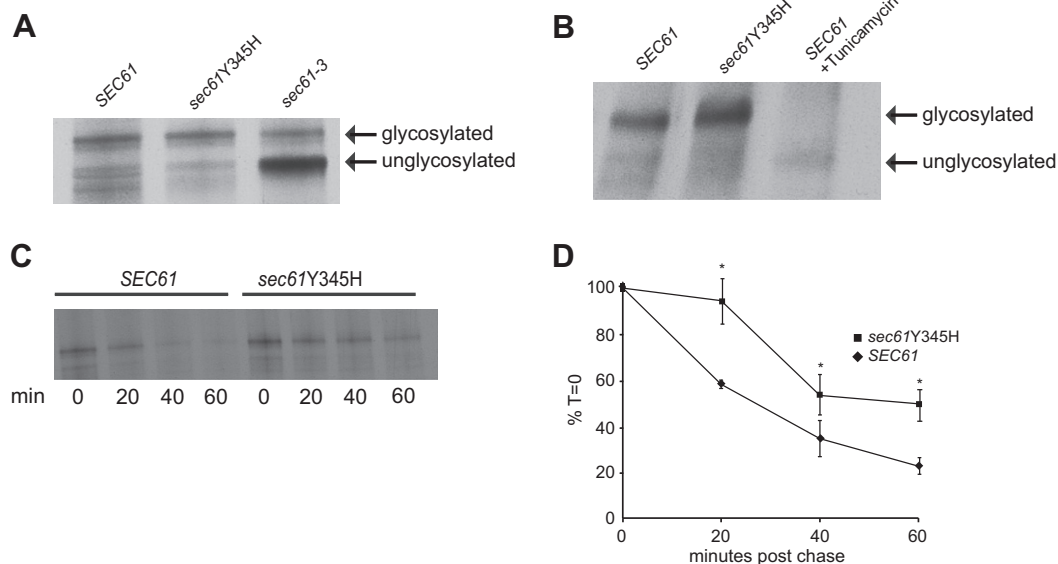 A
SEC61
sec61Y345H
sec61-3
glycosylated
unglycosylated
B
SEC61
sec61Y345H
SEC61
+Tunicamycin
glycosylated
unglycosylated
C
SEC61 sec61Y345H
min 0 20 40 60 0 20 40 60
D
100
80
60
40
20
0
% T=0
* * *
sec61Y345H
SEC61
0 20 40 60
minutes post chase